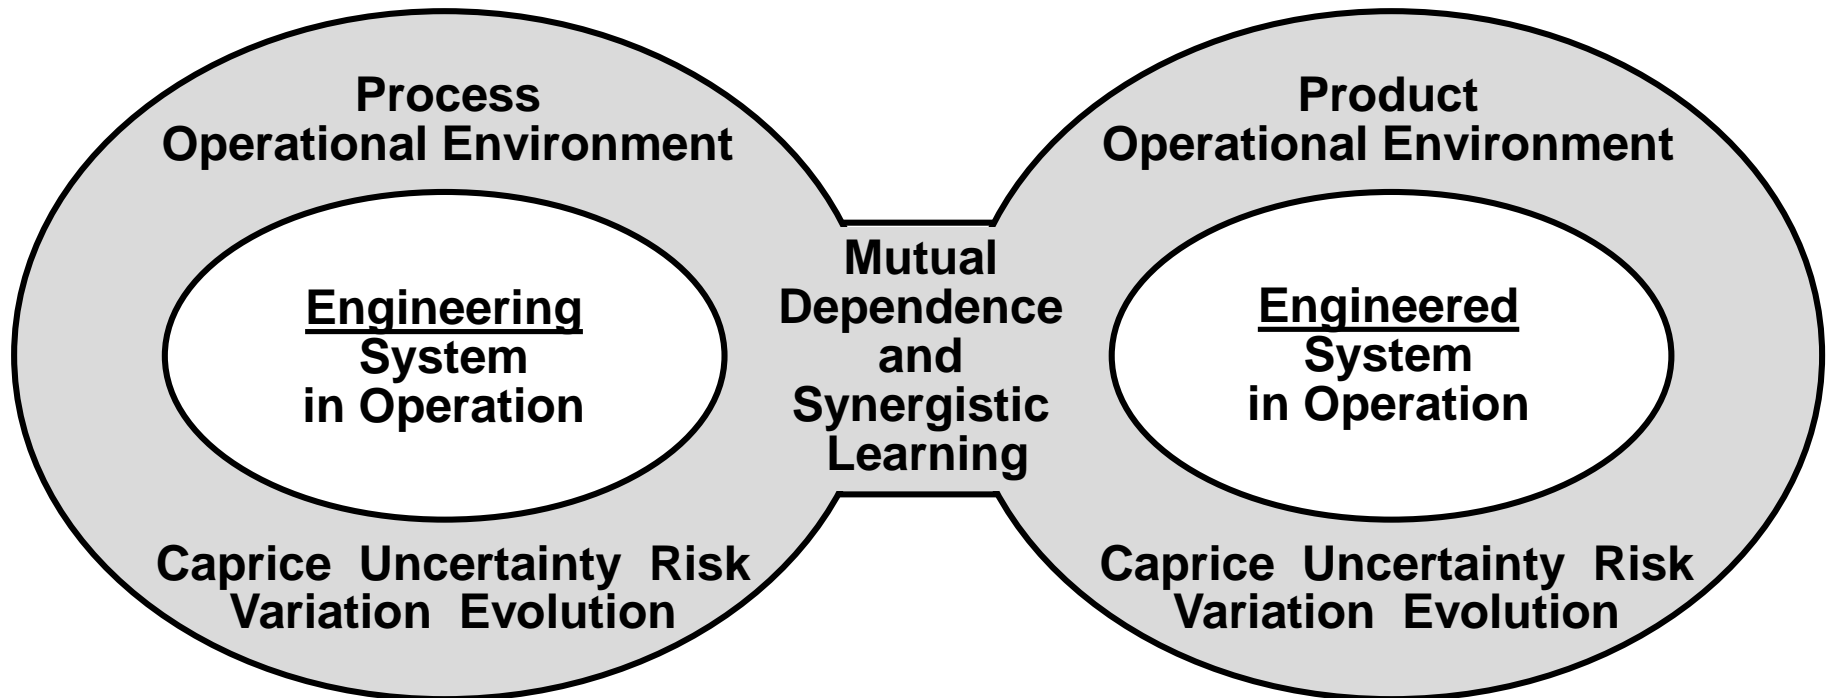 Process
Operational Environment
Engineering
System
in Operation
Caprice Uncertainty Risk
Variation Evolution
Mutual
Dependence
and
Synergistic
Learning
Product
Operational Environment
Engineered
System
in Operation
Caprice Uncertainty Risk
Variation Evolution